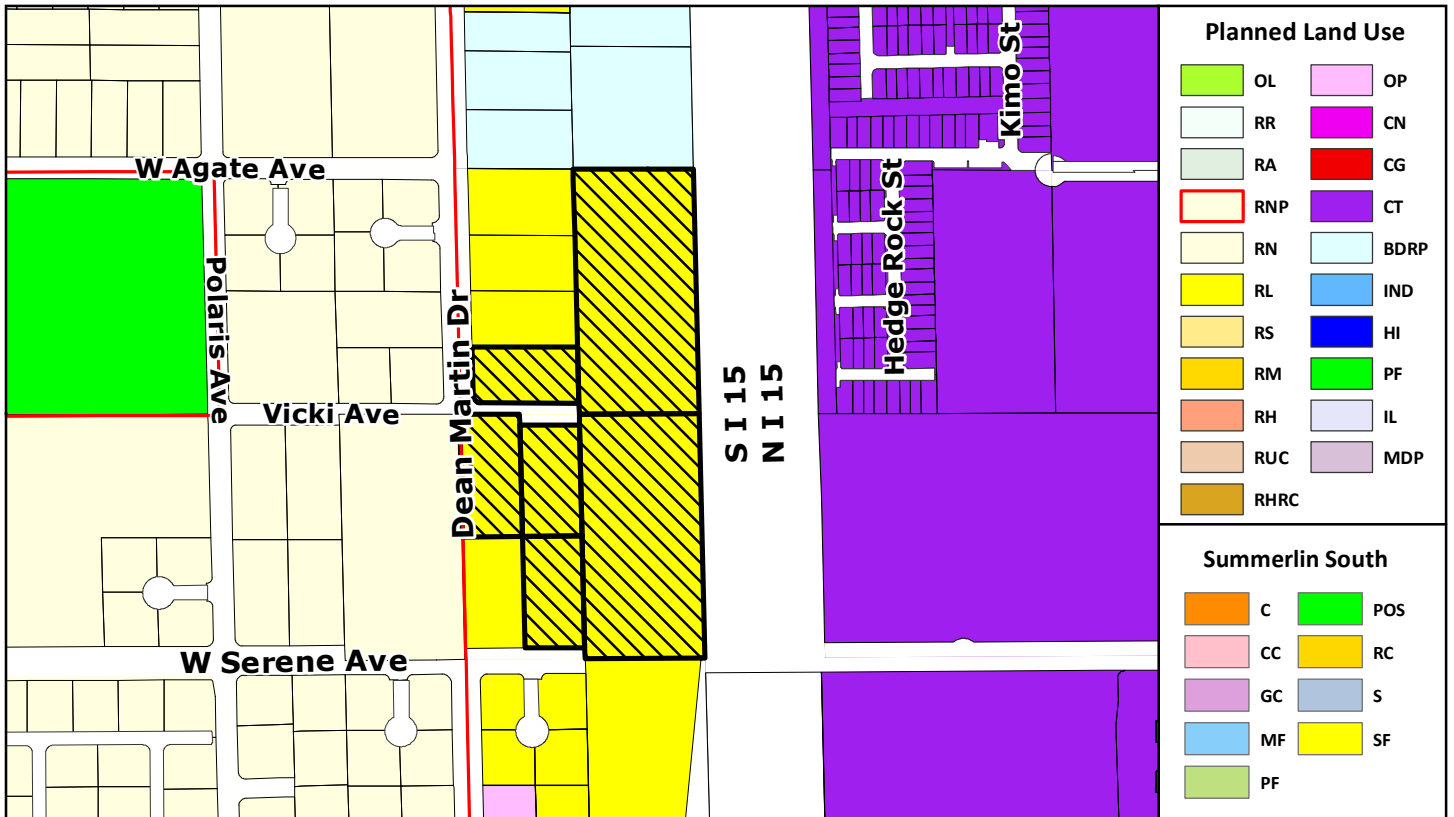 Kimo St
W Agate Ave
Hedge Rock St
Polaris Ave
Dean Martin Dr
S I 15
N I 15
Vicki Ave
W Serene Ave
Planned Land Use
OL OP
RR CN
RA CG
RNP CT
RN BDRP
RL IND
RS HI
RM PF
RH IL
RUC MDP
RHRC
Summerlin South
C POS
CC RC
GC S
MF SF
PF